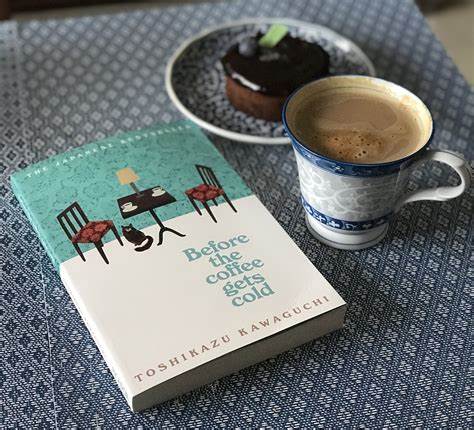 THE JAPANESE BESTSELLER
Before
the
coffee
gets
cold
TOSHIKAZU KAWAGUCHI